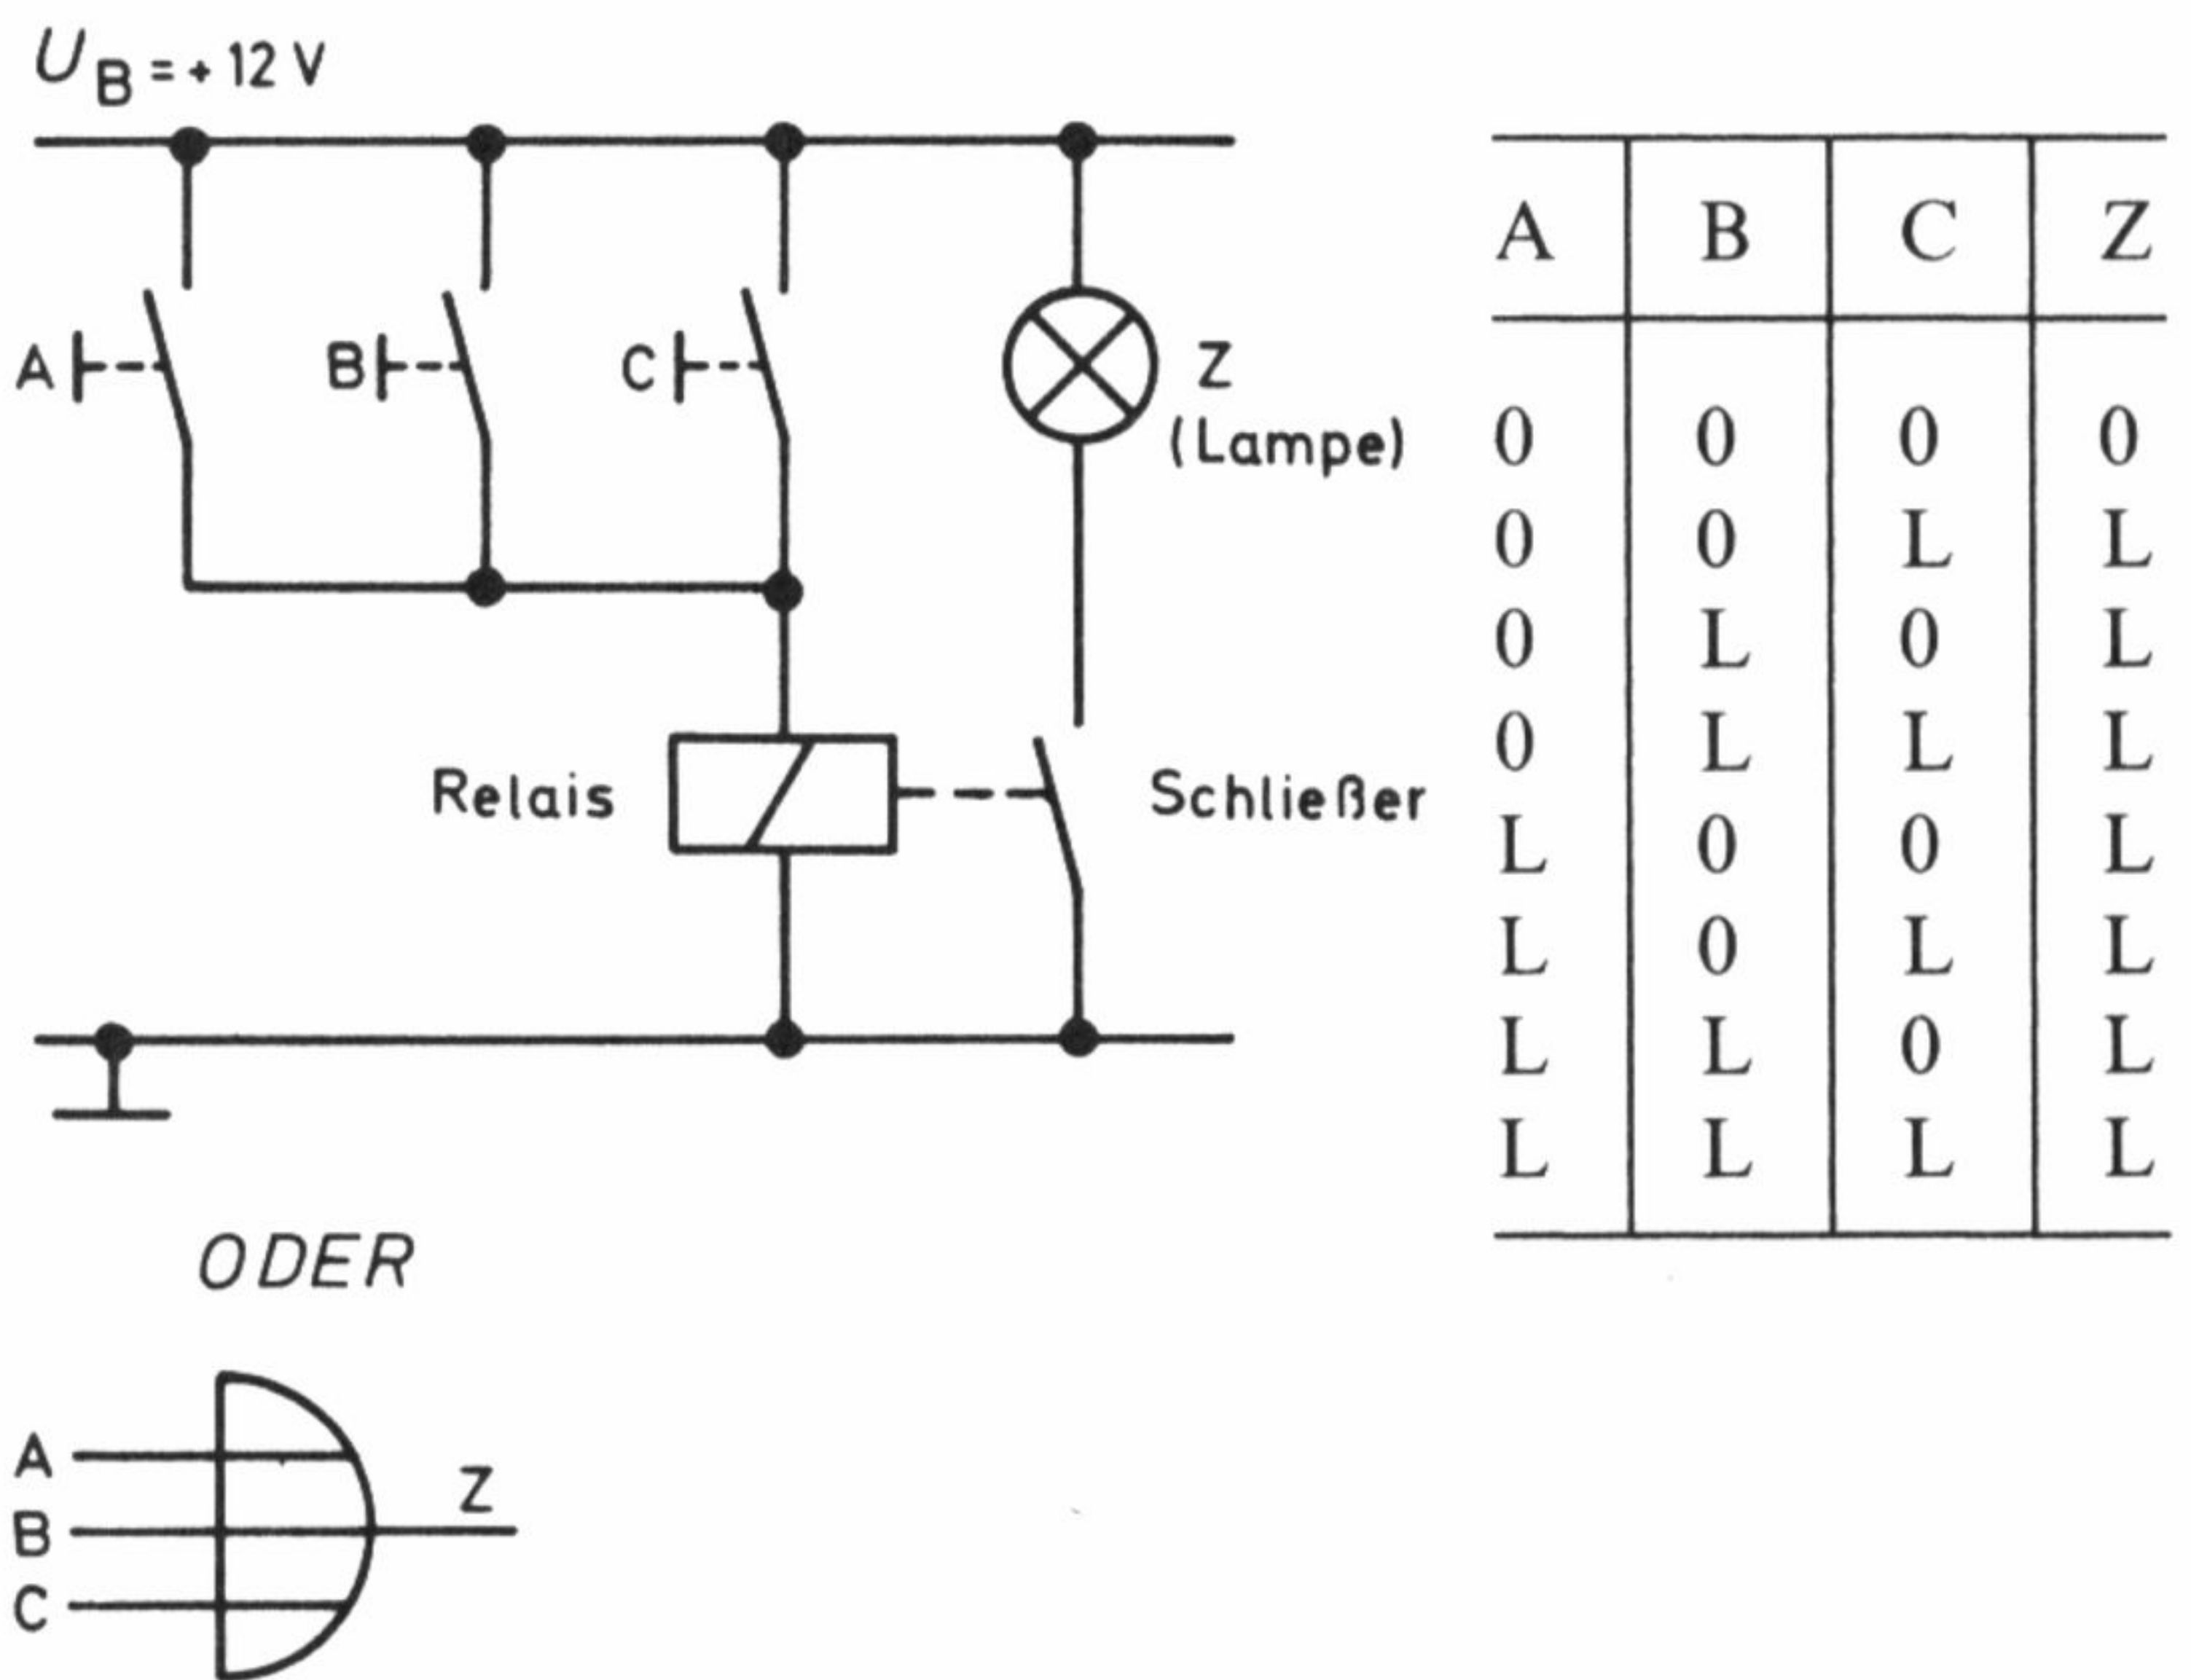 U_B = + 12 V
A B C Z
(Lampe)
Relais Schließer
A B C Z
0 0 0 0
0 0 L L
0 L 0 L
0 L L L
L 0 0 L
L 0 L L
L L 0 L
L L L L
ODER
A
Z
B
C